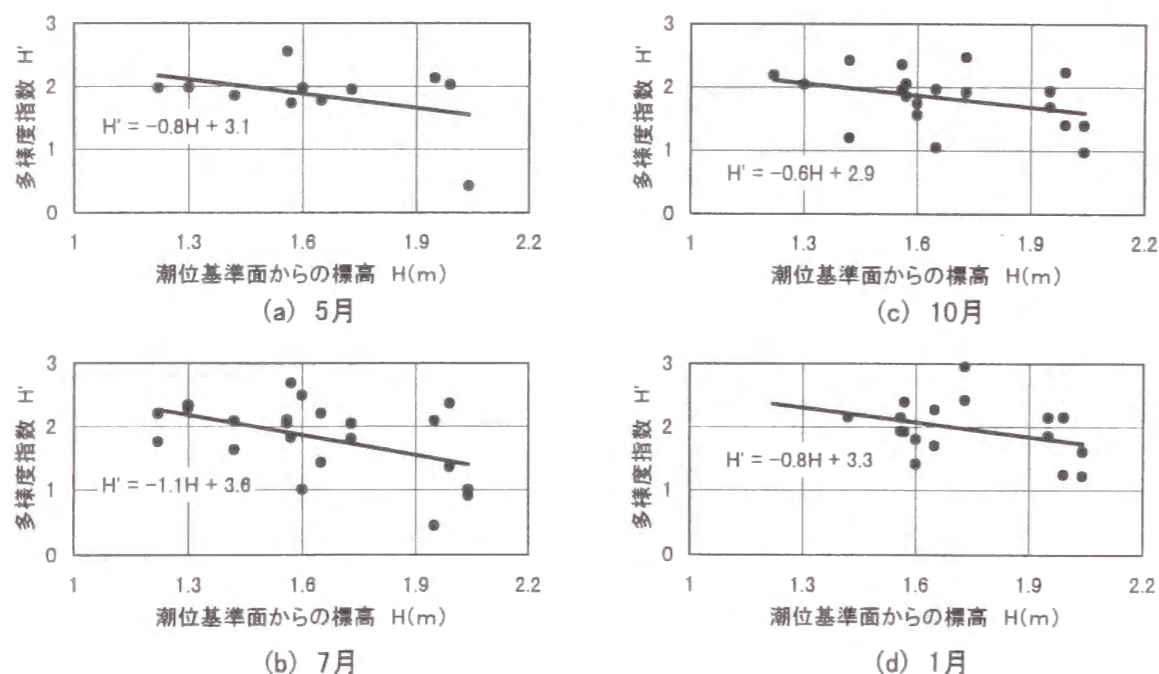 多様度指数 H'
3
2
1
0
H' = −0.8H + 3.1
1 1.3 1.6 1.9 2.2
潮位基準面からの標高 H(m)
(a) 5月
多様度指数 H'
3
2
1
0
H' = −1.1H + 3.6
1 1.3 1.6 1.9 2.2
潮位基準面からの標高 H(m)
(b) 7月
多様度指数 H'
3
2
1
0
H' = −0.6H + 2.9
1 1.3 1.6 1.9 2.2
潮位基準面からの標高 H(m)
(c) 10月
多様度指数 H'
3
2
1
0
H' = −0.8H + 3.3
1 1.3 1.6 1.9 2.2
潮位基準面からの標高 H(m)
(d) 1月